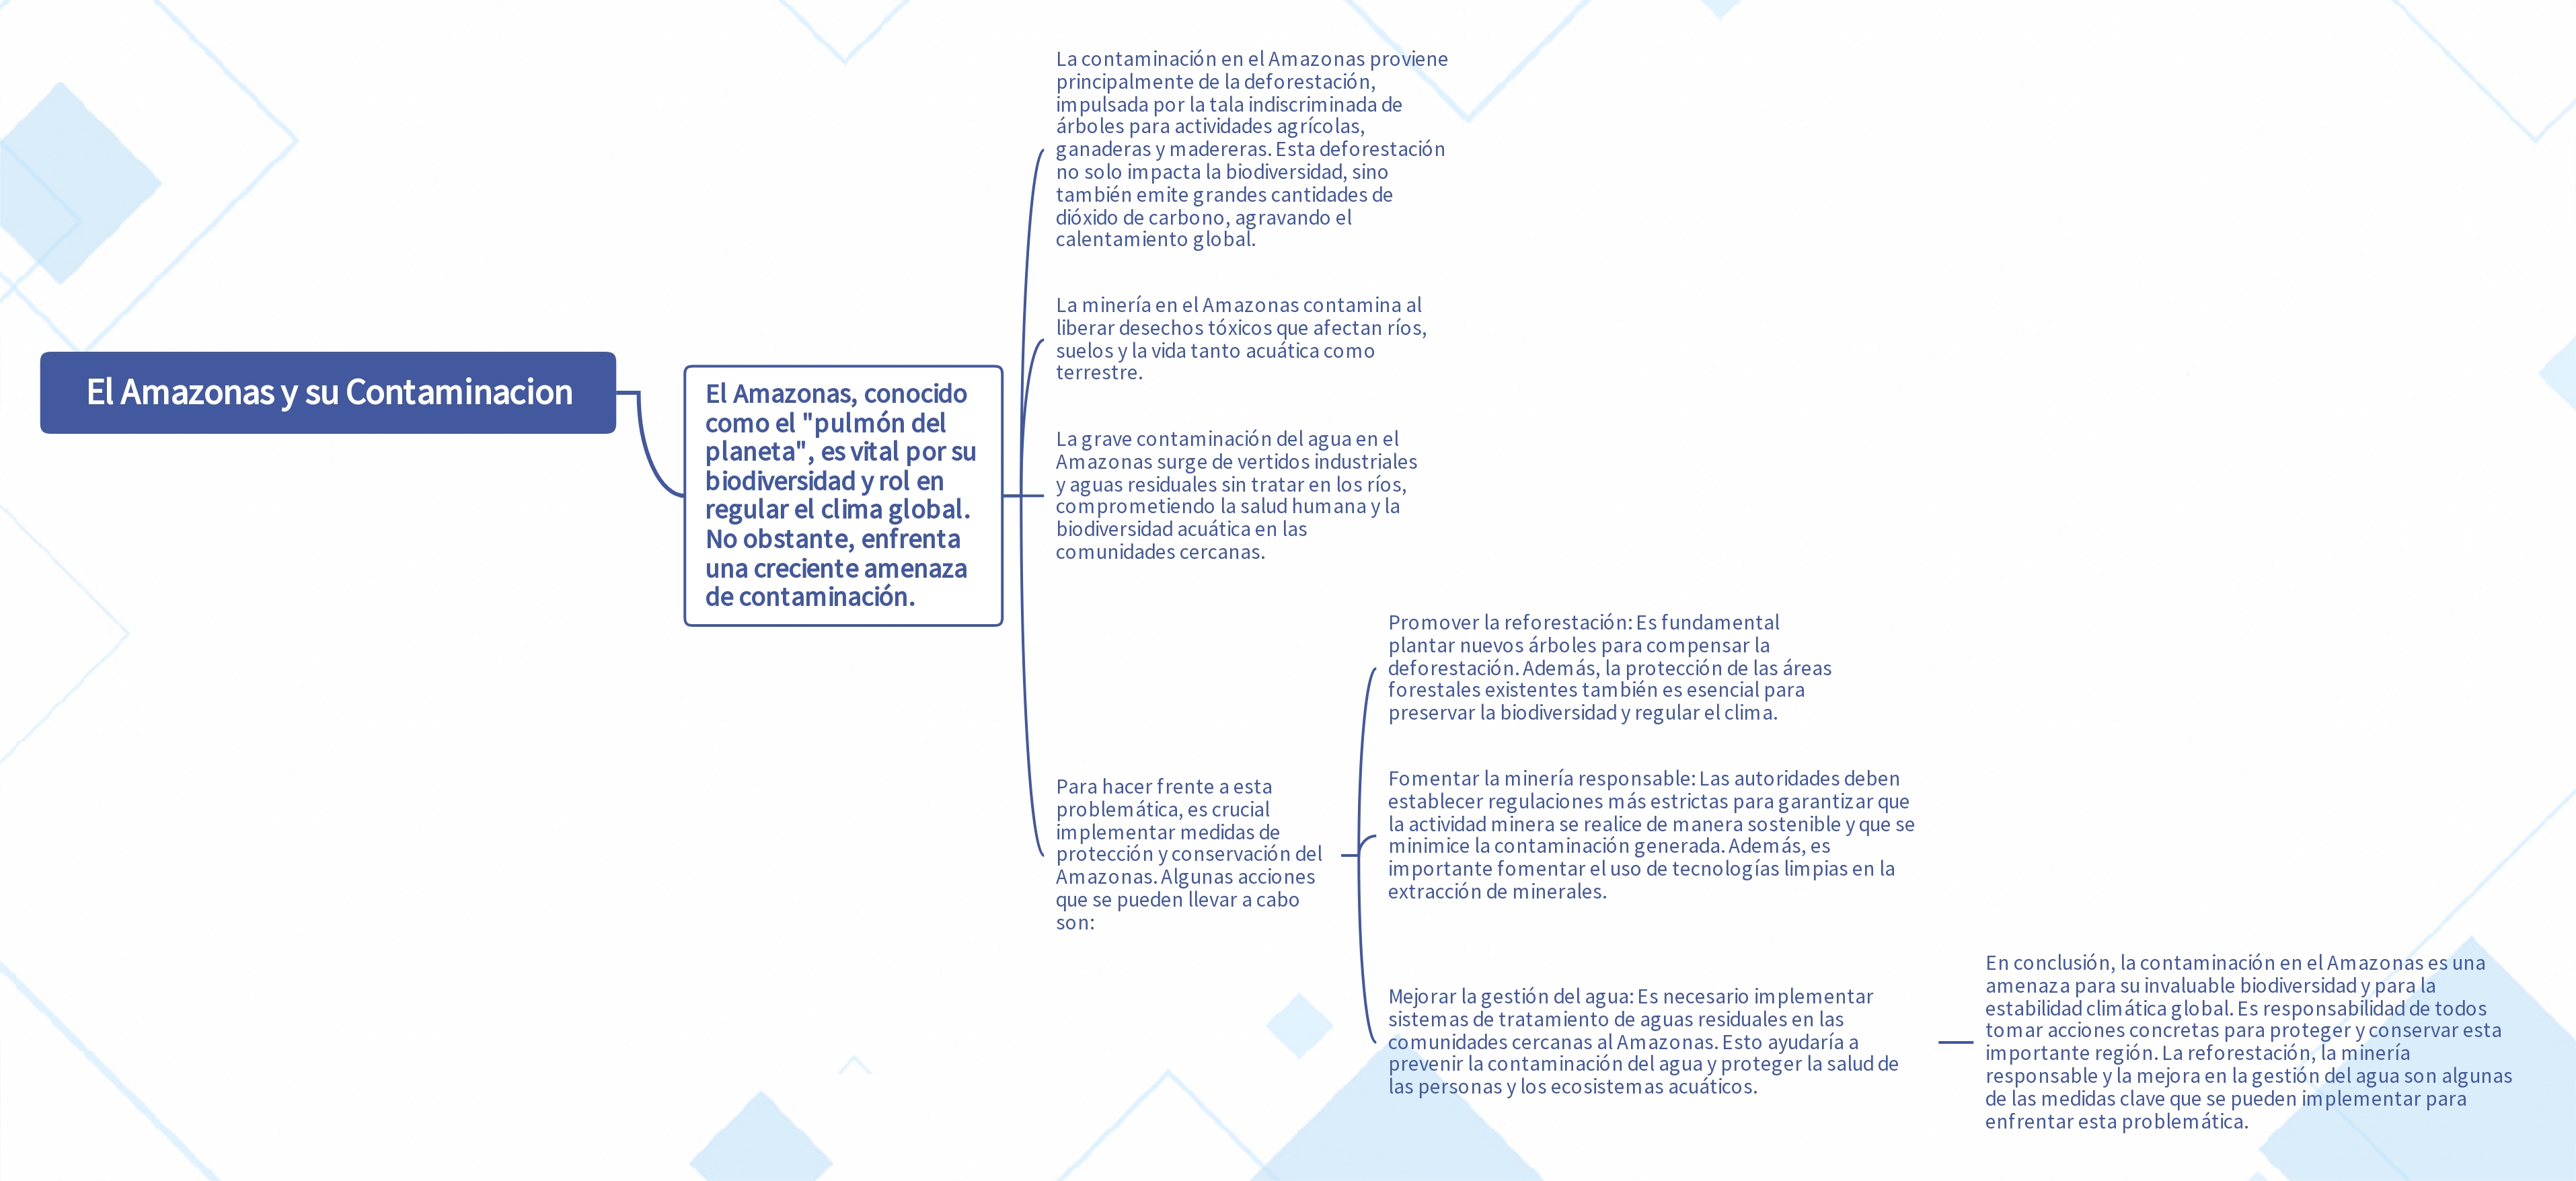 El Amazonas y su Contaminacion
El Amazonas, conocido
como el "pulmón del
planeta", es vital por su
biodiversidad y rol en
regular el clima global.
No obstante, enfrenta
una creciente amenaza
de contaminación.
La contaminación en el Amazonas proviene
principalmente de la deforestación,
impulsada por la tala indiscriminada de
árboles para actividades agrícolas,
ganaderas y madereras. Esta deforestación
no solo impacta la biodiversidad, sino
también emite grandes cantidades de
dióxido de carbono, agravando el
calentamiento global.
La minería en el Amazonas contamina al
liberar desechos tóxicos que afectan ríos,
suelos y la vida tanto acuática como
terrestre.
La grave contaminación del agua en el
Amazonas surge de vertidos industriales
y aguas residuales sin tratar en los ríos,
comprometiendo la salud humana y la
biodiversidad acuática en las
comunidades cercanas.
Para hacer frente a esta
problemática, es crucial
implementar medidas de
protección y conservación del
Amazonas. Algunas acciones
que se pueden llevar a cabo
son:
Promover la reforestación: Es fundamental
plantar nuevos árboles para compensar la
deforestación. Además, la protección de las áreas
forestales existentes también es esencial para
preservar la biodiversidad y regular el clima.
Fomentar la minería responsable: Las autoridades deben
establecer regulaciones más estrictas para garantizar que
la actividad minera se realice de manera sostenible y que se
minimice la contaminación generada. Además, es
importante fomentar el uso de tecnologías limpias en la
extracción de minerales.
Mejorar la gestión del agua: Es necesario implementar
sistemas de tratamiento de aguas residuales en las
comunidades cercanas al Amazonas. Esto ayudaría a
prevenir la contaminación del agua y proteger la salud de
las personas y los ecosistemas acuáticos.
En conclusión, la contaminación en el Amazonas es una
amenaza para su invaluable biodiversidad y para la
estabilidad climática global. Es responsabilidad de todos
tomar acciones concretas para proteger y conservar esta
importante región. La reforestación, la minería
responsable y la mejora en la gestión del agua son algunas
de las medidas clave que se pueden implementar para
enfrentar esta problemática.